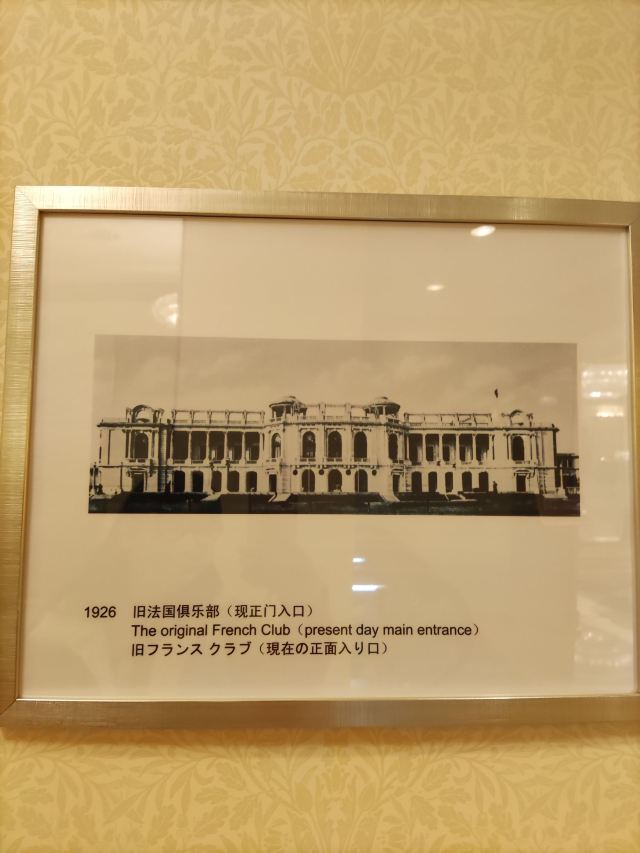 1926 旧法国俱乐部（现正门入口）
The original French Club（present day main entrance）
旧フランス クラブ（現在の正面入り口）